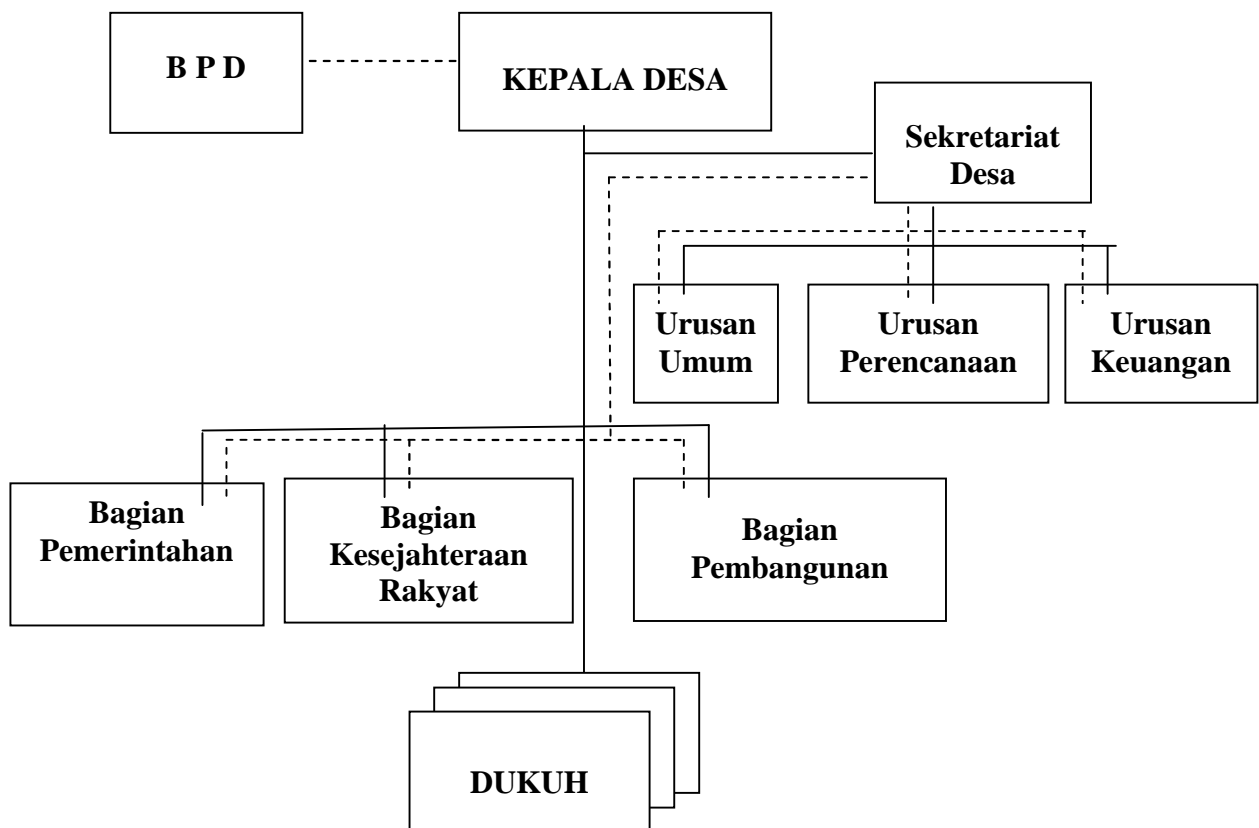 B P D
KEPALA DESA
Sekretariat
Desa
Urusan
Umum
Urusan
Perencanaan
Urusan
Keuangan
Bagian
Pemerintahan
Bagian
Kesejahteraan
Rakyat
Bagian
Pembangunan
DUKUH